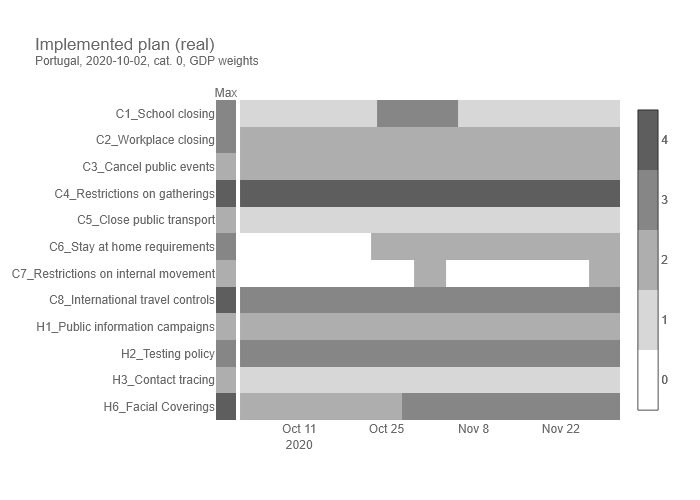 Implemented plan (real)
Portugal, 2020-10-02, cat. 0, GDP weights
Max
C1_School closing
C2_Workplace closing
C3_Cancel public events
C4_Restrictions on gatherings
C5_Close public transport
C6_Stay at home requirements
C7_Restrictions on internal movement
C8_International travel controls
H1_Public information campaigns
H2_Testing policy
H3_Contact tracing
H6_Facial Coverings
Oct 11 Oct 25 Nov 8 Nov 22
2020
4
3
2
1
0